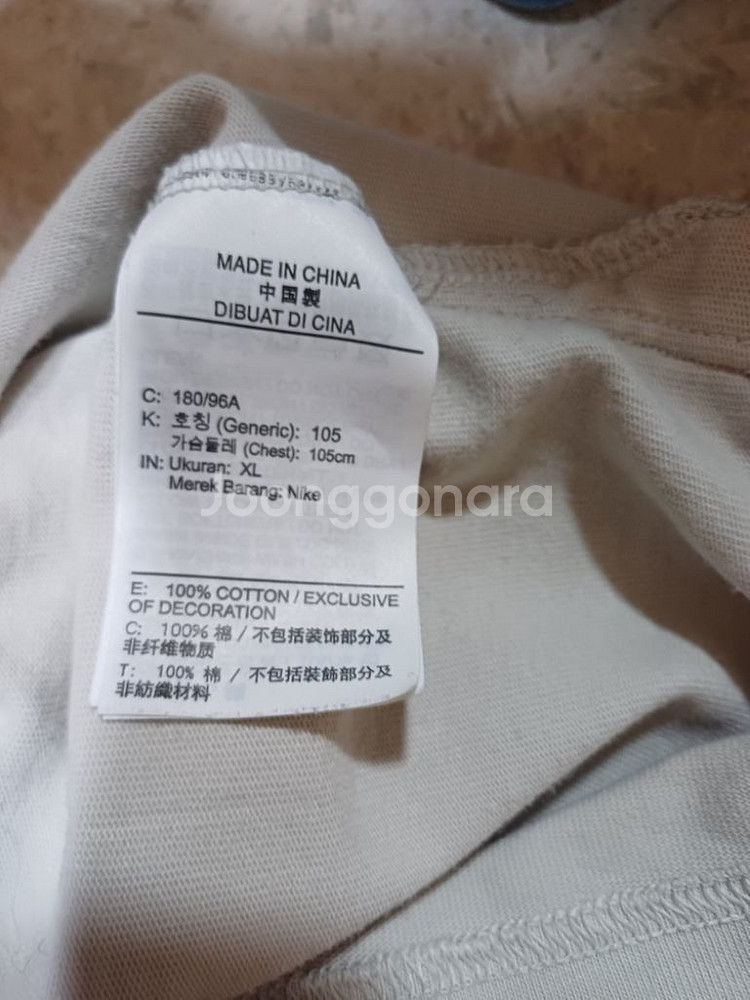 MADE IN CHINA
中国製
DIBUAT DI CINA
C: 180/96A
K: 호칭 (Generic): 105
가슴둘레 (Chest): 105cm
IN: Ukuran: XL
Merek Barang: Nike
Joonggonara
E: 100% COTTON / EXCLUSIVE
OF DECORATION
C: 100% 棉 / 不包括装饰部分及
非纤维物质
T: 100% 棉 / 不包括裝飾部分及
非紡織材料